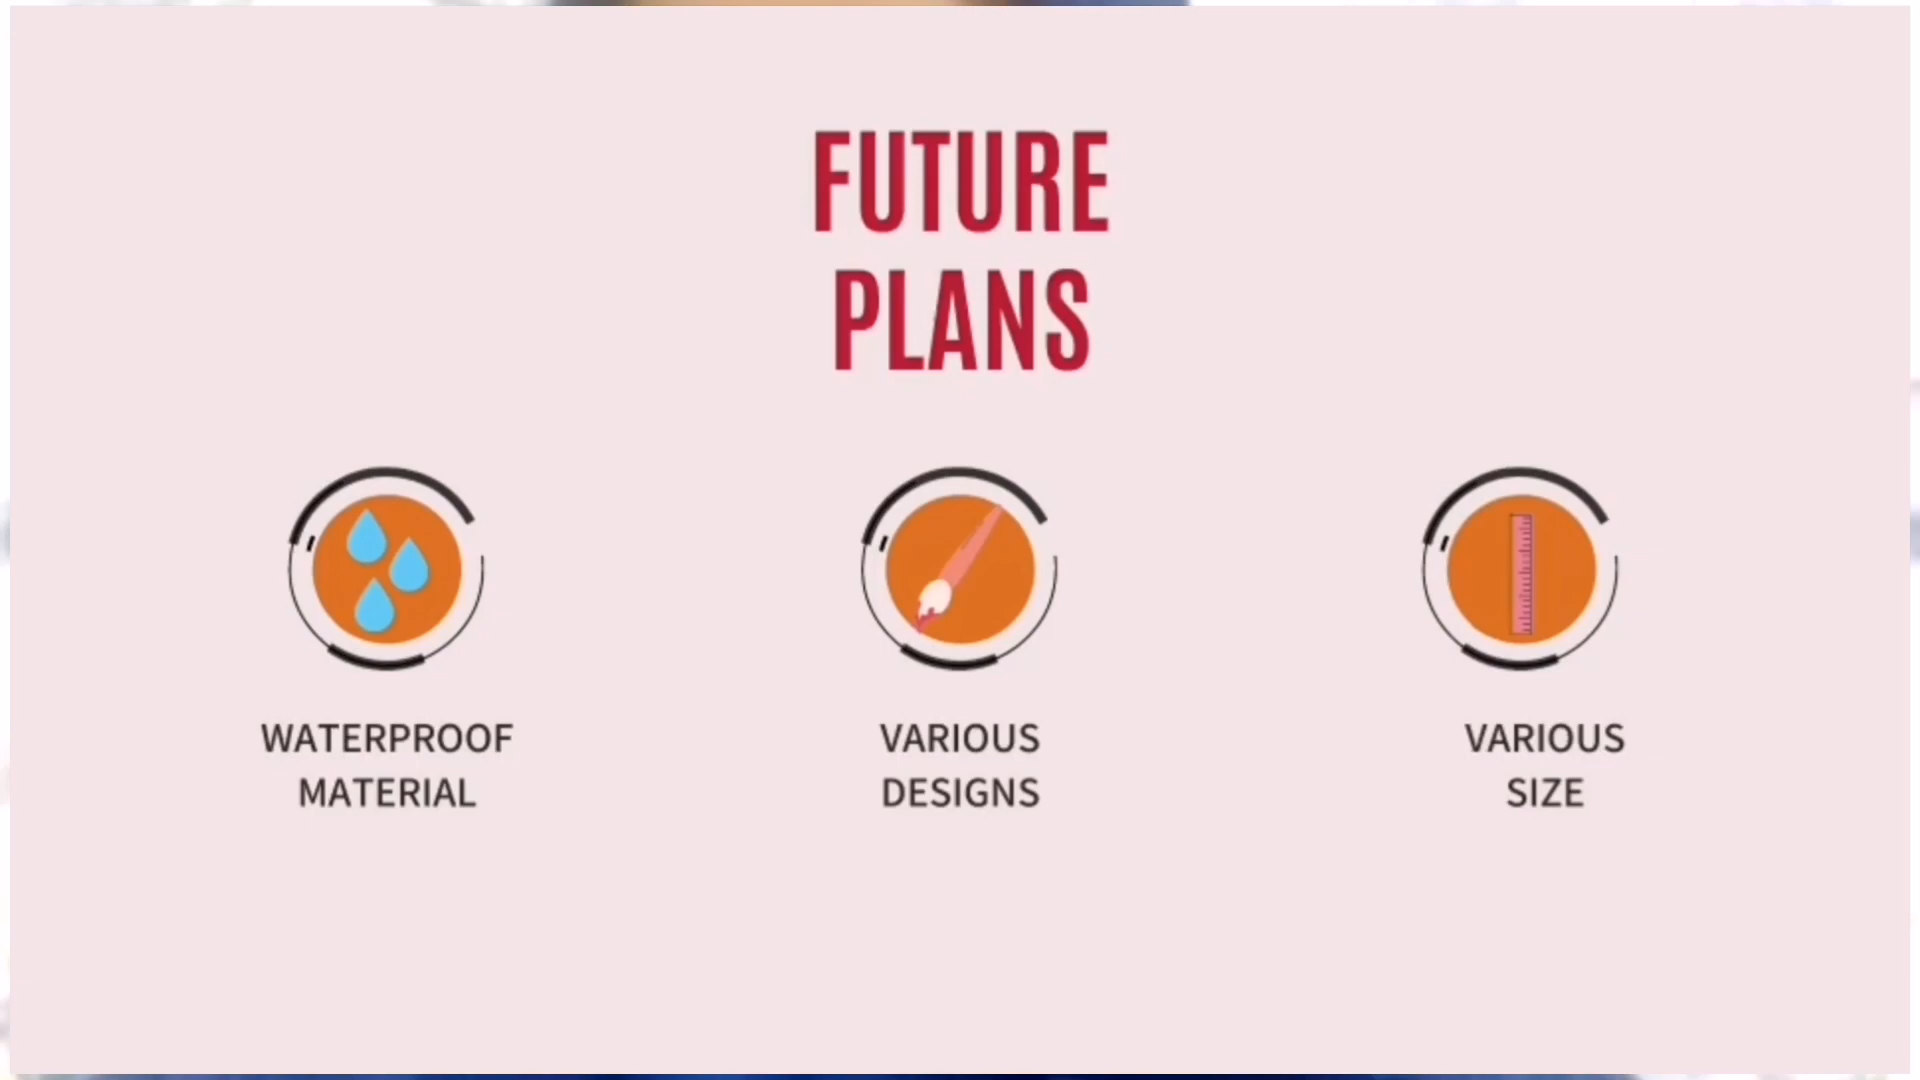 FUTURE
PLANS
WATERPROOF
MATERIAL
VARIOUS
DESIGNS
VARIOUS
SIZE